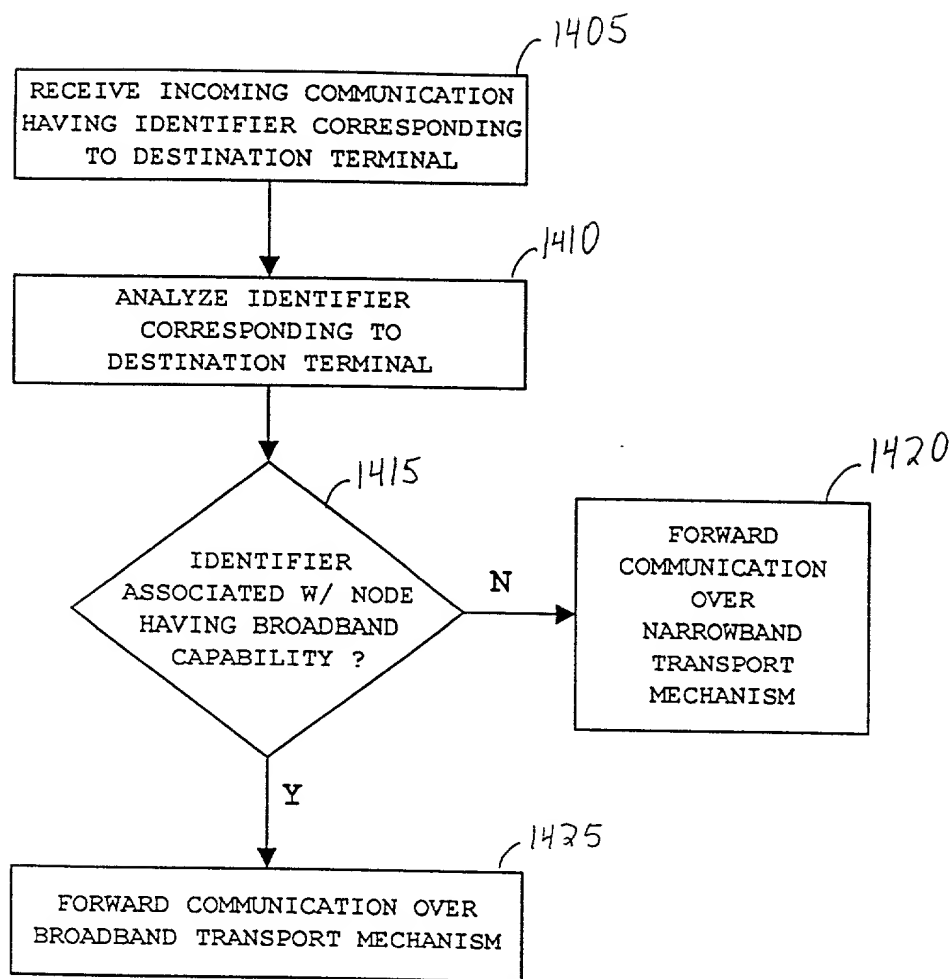 1405
RECEIVE INCOMING COMMUNICATION
HAVING IDENTIFIER CORRESPONDING
TO DESTINATION TERMINAL
1410
ANALYZE IDENTIFIER
CORRESPONDING TO
DESTINATION TERMINAL
1415
IDENTIFIER
ASSOCIATED W/ NODE
HAVING BROADBAND
CAPABILITY ?
N
1420
FORWARD
COMMUNICATION
OVER
NARROWBAND
TRANSPORT
MECHANISM
Y
1425
FORWARD COMMUNICATION OVER
BROADBAND TRANSPORT MECHANISM